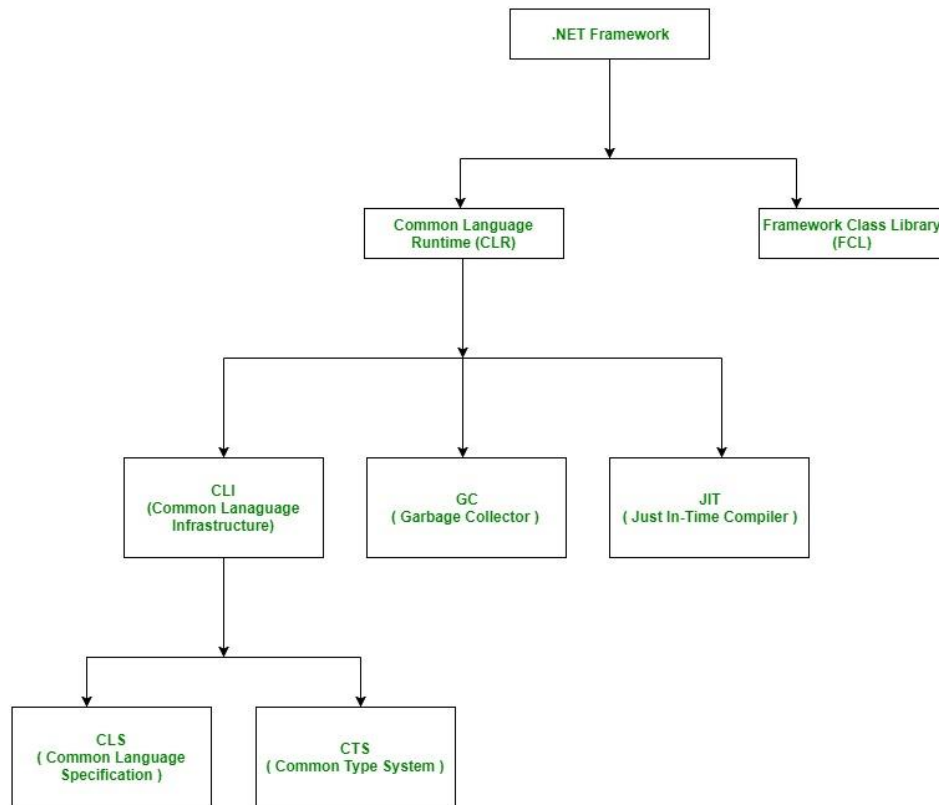 .NET Framework
Common Language
Runtime (CLR)
Framework Class Library
(FCL)
CLI
(Common Lanaguage
Infrastructure)
GC
( Garbage Collector )
JIT
( Just In-Time Compiler )
CLS
( Common Language
Specification )
CTS
( Common Type System )